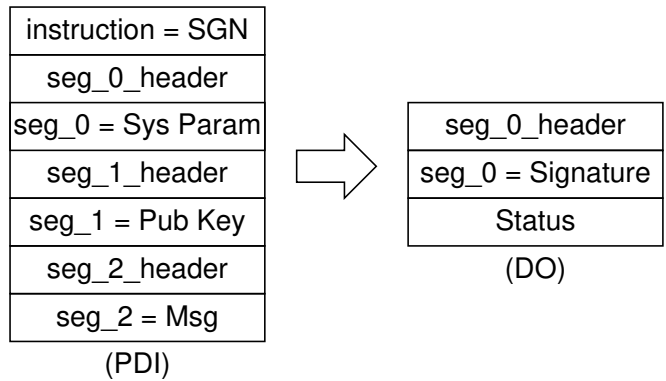 instruction = SGN
seg_0_header
seg_0 = Sys Param
seg_1_header
seg_1 = Pub Key
seg_2_header
seg_2 = Msg
(PDI)
seg_0_header
seg_0 = Signature
Status
(DO)